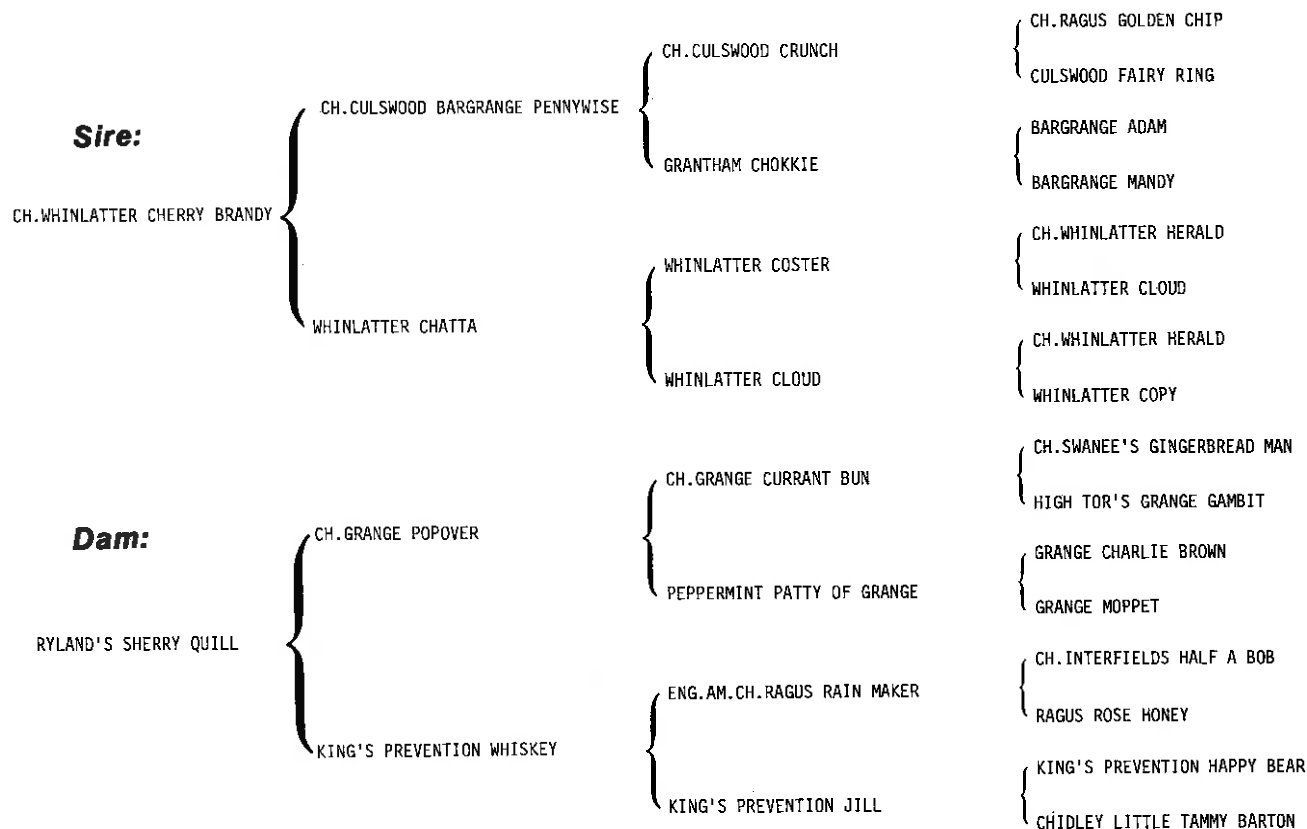 CH.RAGUS GOLDEN CHIP
CH.CULSWOOD CRUNCH
CULSWOOD FAIRY RING
CH.CULSWOOD BARGRANGE PENNYWISE
Sire:
BARGRANGE ADAM
GRANTHAM CHOKKIE
BARGRANGE MANDY
CH.WHINLATTER CHERRY BRANDY
CH.WHINLATTER HERALD
WHINLATTER COSTER
WHINLATTER CLOUD
WHINLATTER CHATTA
CH.WHINLATTER HERALD
WHINLATTER CLOUD
WHINLATTER COPY
CH.SWANEE'S GINGERBREAD MAN
CH.GRANGE CURRANT BUN
HIGH TOR'S GRANGE GAMBIT
Dam:
CH.GRANGE POPOVER
GRANGE CHARLIE BROWN
PEPPERMINT PATTY OF GRANGE
GRANGE MOPPET
RYLAND'S SHERRY QUILL
CH.INTERFIELDS HALF A BOB
ENG.AM.CH.RAGUS RAIN MAKER
RAGUS ROSE HONEY
KING'S PREVENTION WHISKEY
KING'S PREVENTION HAPPY BEAR
KING'S PREVENTION JILL
CHIDLEY LITTLE TAMMY BARTON